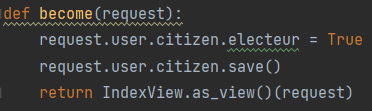 def become(request):
    request.user.citizen.electeur = True
    request.user.citizen.save()
    return IndexView.as_view()(request)